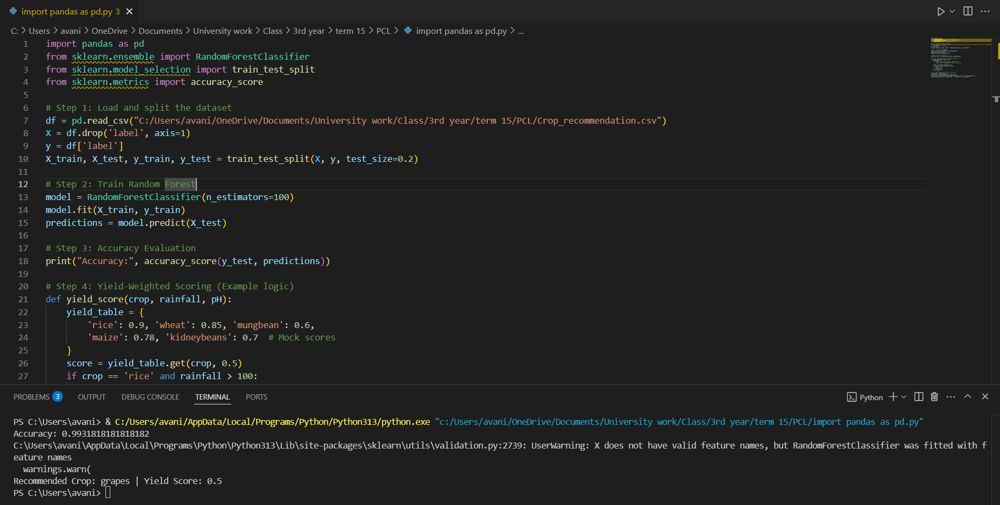 import pandas as pd.py 3
C: > Users > avani > OneDrive > Documents > University work > Class > 3rd year > term 15 > PCL > import pandas as pd.py > ...
1 import pandas as pd
2 from sklearn.ensemble import RandomForestClassifier
3 from sklearn.model_selection import train_test_split
4 from sklearn.metrics import accuracy_score
5
6 # Step 1: Load and split the dataset
7 df = pd.read_csv("C:/Users/avani/OneDrive/Documents/University work/Class/3rd year/term 15/PCL/Crop_recommendation.csv")
8 X = df.drop('label', axis=1)
9 y = df['label']
10 X_train, X_test, y_train, y_test = train_test_split(X, y, test_size=0.2)
11
12 # Step 2: Train Random Forest
13 model = RandomForestClassifier(n_estimators=100)
14 model.fit(X_train, y_train)
15 predictions = model.predict(X_test)
16
17 # Step 3: Accuracy Evaluation
18 print("Accuracy:", accuracy_score(y_test, predictions))
19
20 # Step 4: Yield-Weighted Scoring (Example logic)
21 def yield_score(crop, rainfall, pH):
22     yield_table = {
23         'rice': 0.9, 'wheat': 0.85, 'mungbean': 0.6,
24         'maize': 0.78, 'kidneybeans': 0.7  # Mock scores
25     }
26     score = yield_table.get(crop, 0.5)
27     if crop == 'rice' and rainfall > 100:
PROBLEMS 3 OUTPUT DEBUG CONSOLE TERMINAL PORTS
Python
PS C:\Users\avani> & C:/Users/avani/AppData/Local/Programs/Python/Python313/python.exe "c:/Users/avani/OneDrive/Documents/University work/Class/3rd year/term 15/PCL/import pandas as pd.py"
Accuracy: 0.9931818181818182
C:\Users\avani\AppData\Local\Programs\Python\Python313\Lib\site-packages\sklearn\utils\validation.py:2739: UserWarning: X does not have valid feature names, but RandomForestClassifier was fitted with f
eature names
  warnings.warn(
Recommended Crop: grapes | Yield Score: 0.5
PS C:\Users\avani>